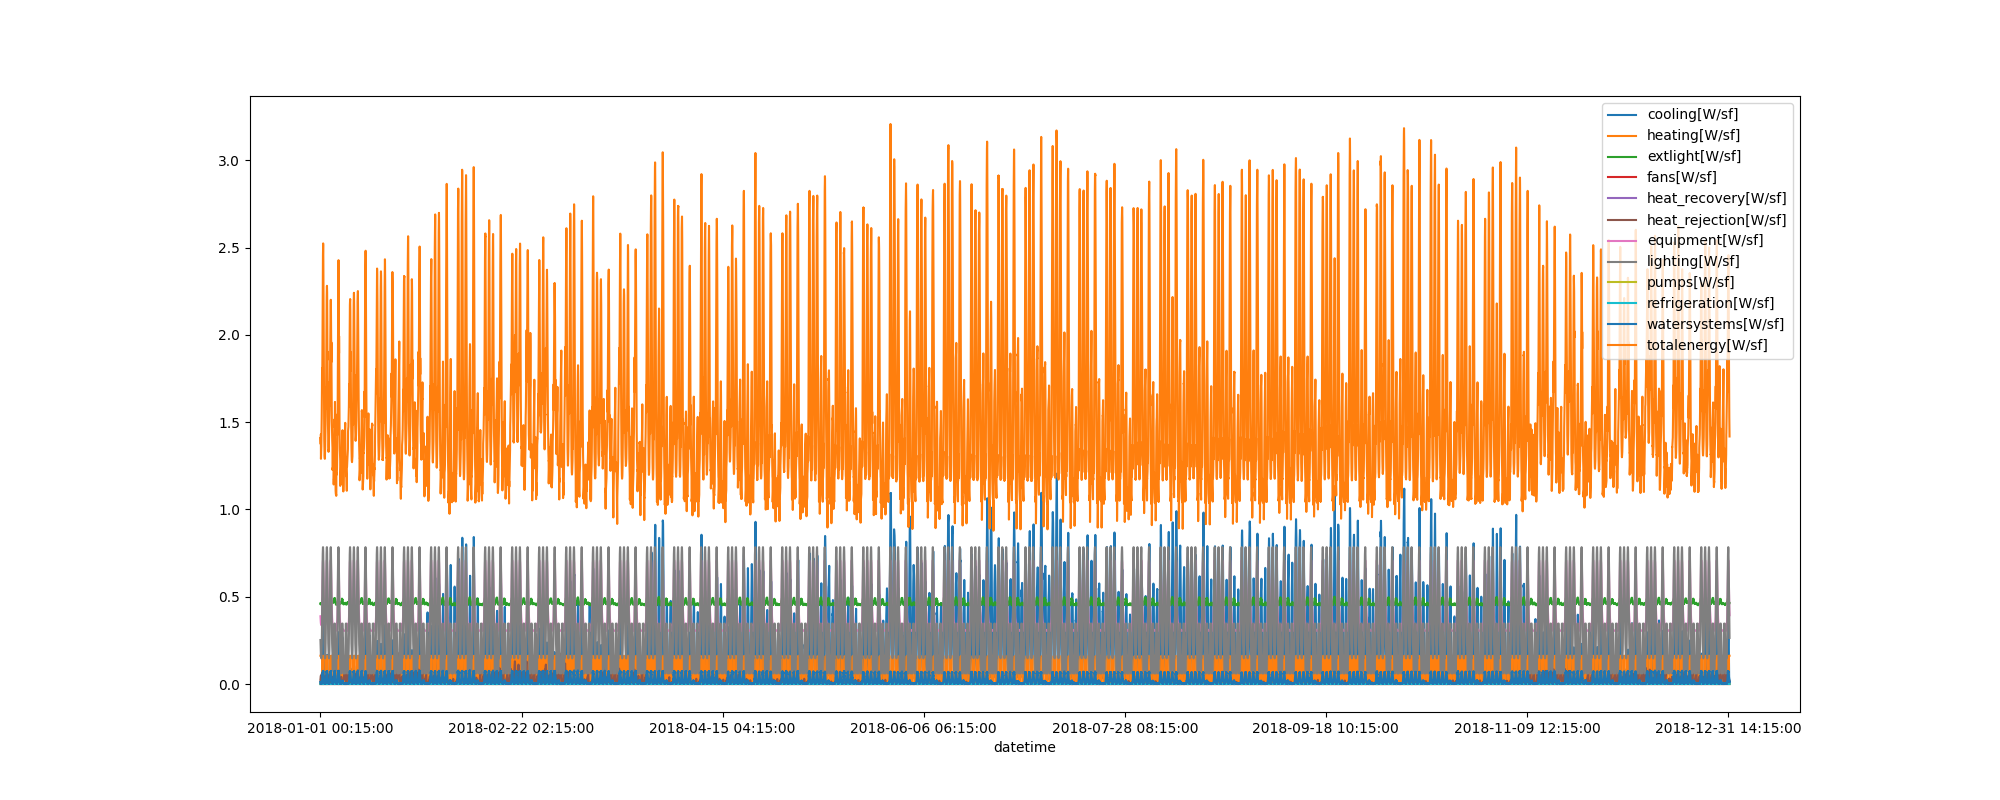 3.0
2.5
2.0
1.5
1.0
0.5
0.0
cooling[W/sf]
heating[W/sf]
extlight[W/sf]
fans[W/sf]
heat_recovery[W/sf]
heat_rejection[W/sf]
equipment[W/sf]
lighting[W/sf]
pumps[W/sf]
refrigeration[W/sf]
watersystems[W/sf]
totalenergy[W/sf]
2018-01-01 00:15:00 2018-02-22 02:15:00 2018-04-15 04:15:00 2018-06-06 06:15:00 2018-07-28 08:15:00 2018-09-18 10:15:00 2018-11-09 12:15:00 2018-12-31 14:15:00
datetime